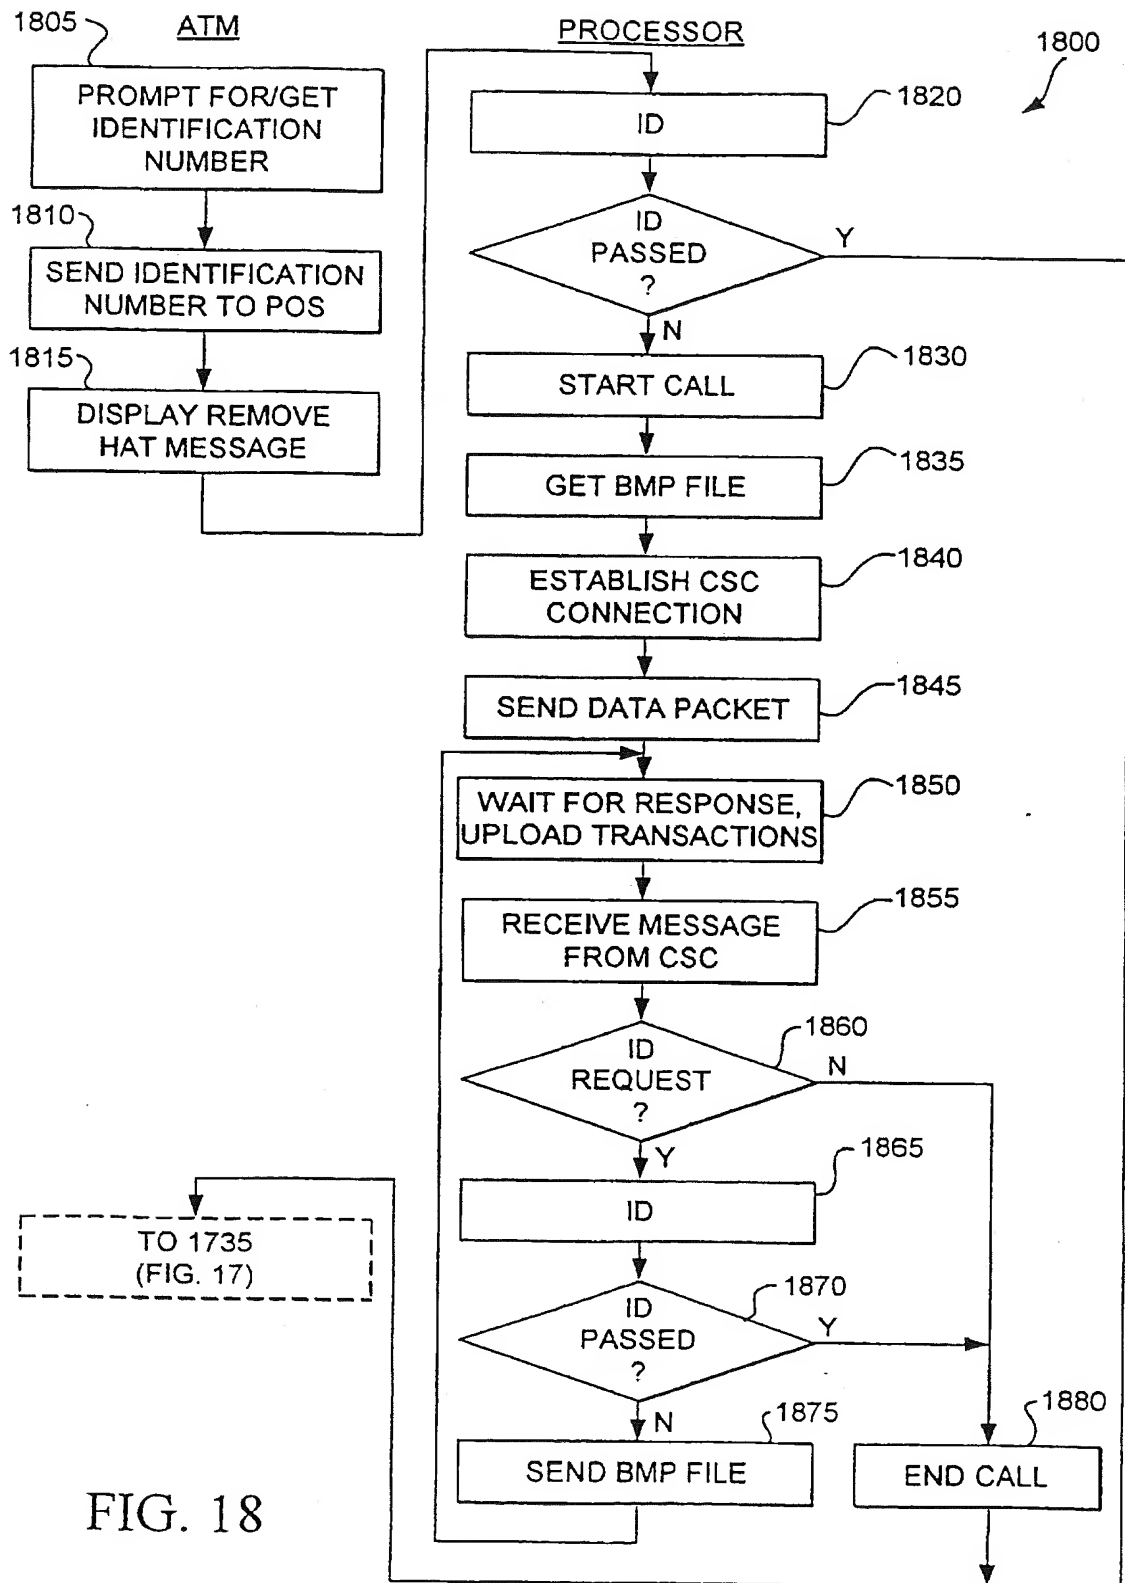 ATM
PROCESSOR
1800
1805
PROMPT FOR/GET
IDENTIFICATION
NUMBER
1810
SEND IDENTIFICATION
NUMBER TO POS
1815
DISPLAY REMOVE
HAT MESSAGE
1820
ID
ID
PASSED
?
Y
N
1830
START CALL
1835
GET BMP FILE
1840
ESTABLISH CSC
CONNECTION
1845
SEND DATA PACKET
1850
WAIT FOR RESPONSE,
UPLOAD TRANSACTIONS
1855
RECEIVE MESSAGE
FROM CSC
1860
ID
REQUEST
?
N
Y
1865
ID
TO 1735
(FIG. 17)
1870
ID
PASSED
?
Y
N
1875
SEND BMP FILE
1880
END CALL
FIG. 18